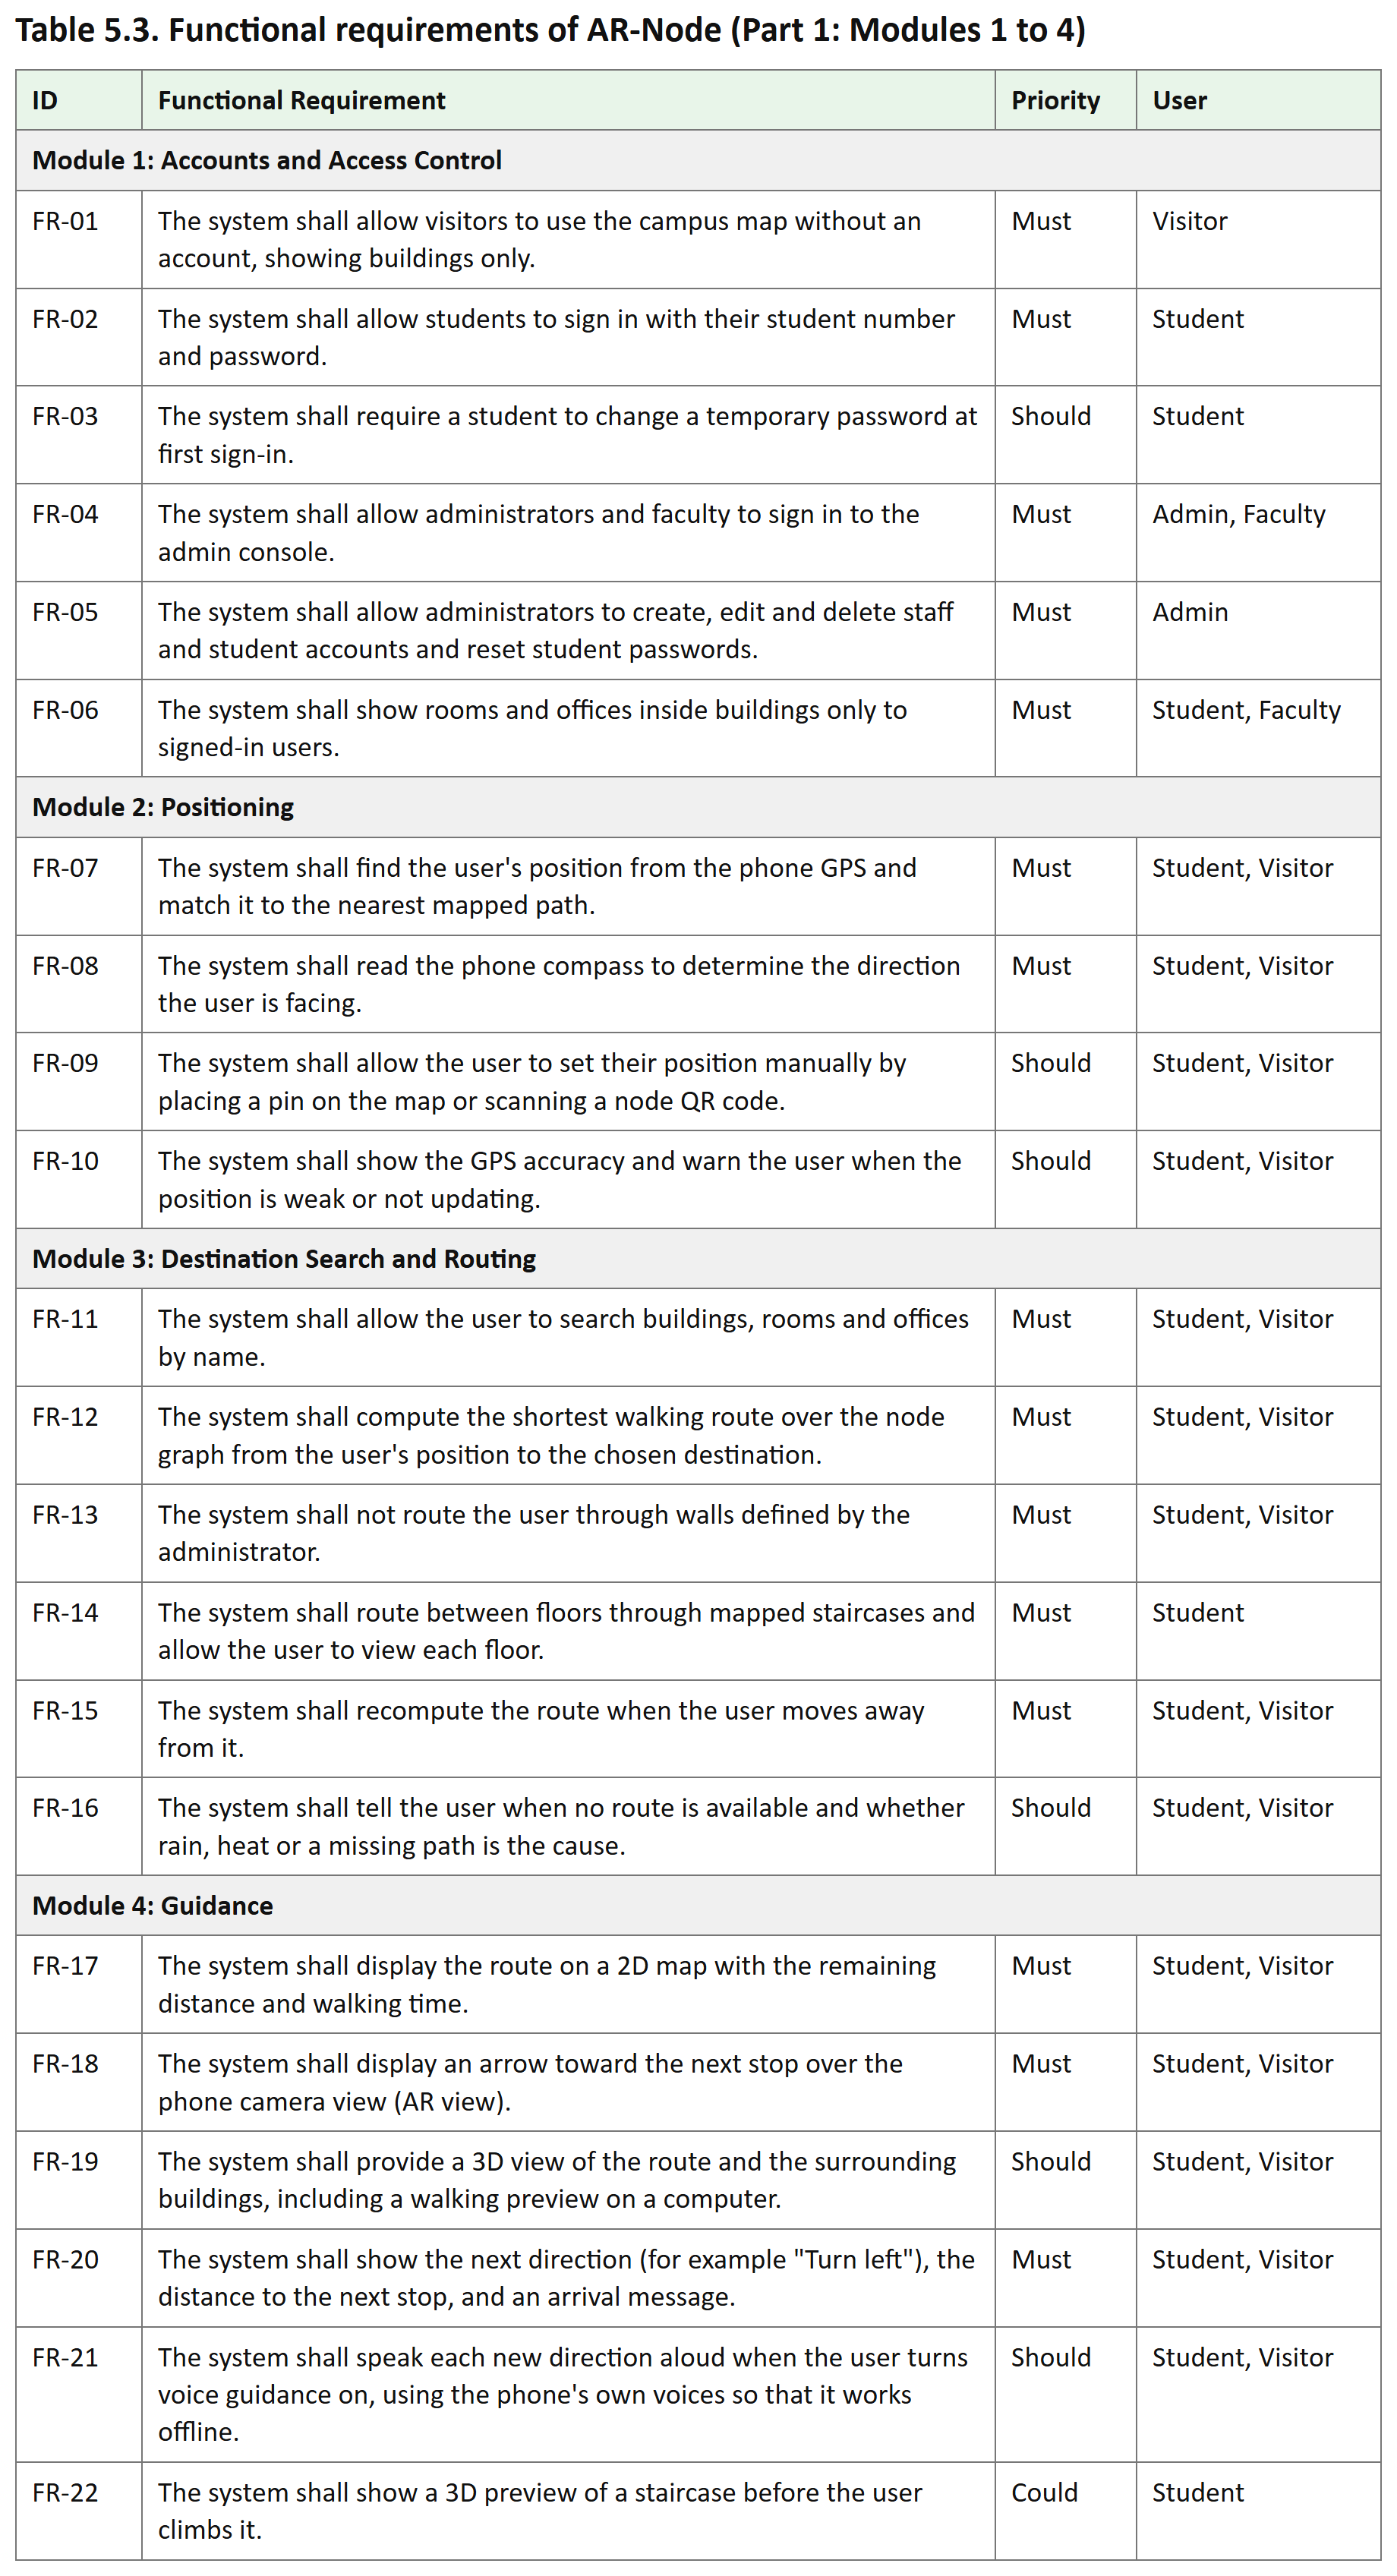 Table 5.3. Functional requirements of AR-Node (Part 1: Modules 1 to 4)
ID Functional Requirement Priority User
Module 1: Accounts and Access Control
FR-01 The system shall allow visitors to use the campus map without an Must Visitor
account, showing buildings only.
FR-02 The system shall allow students to sign in with their student number Must Student
and password.
FR-03 The system shall require a student to change a temporary password at Should Student
first sign-in.
FR-04 The system shall allow administrators and faculty to sign in to the Must Admin, Faculty
admin console.
FR-05 The system shall allow administrators to create, edit and delete staff Must Admin
and student accounts and reset student passwords.
FR-06 The system shall show rooms and offices inside buildings only to Must Student, Faculty
signed-in users.
Module 2: Positioning
FR-07 The system shall find the user's position from the phone GPS and Must Student, Visitor
match it to the nearest mapped path.
FR-08 The system shall read the phone compass to determine the direction Must Student, Visitor
the user is facing.
FR-09 The system shall allow the user to set their position manually by Should Student, Visitor
placing a pin on the map or scanning a node QR code.
FR-10 The system shall show the GPS accuracy and warn the user when the Should Student, Visitor
position is weak or not updating.
Module 3: Destination Search and Routing
FR-11 The system shall allow the user to search buildings, rooms and offices Must Student, Visitor
by name.
FR-12 The system shall compute the shortest walking route over the node Must Student, Visitor
graph from the user's position to the chosen destination.
FR-13 The system shall not route the user through walls defined by the Must Student, Visitor
administrator.
FR-14 The system shall route between floors through mapped staircases and Must Student
allow the user to view each floor.
FR-15 The system shall recompute the route when the user moves away Must Student, Visitor
from it.
FR-16 The system shall tell the user when no route is available and whether Should Student, Visitor
rain, heat or a missing path is the cause.
Module 4: Guidance
FR-17 The system shall display the route on a 2D map with the remaining Must Student, Visitor
distance and walking time.
FR-18 The system shall display an arrow toward the next stop over the Must Student, Visitor
phone camera view (AR view).
FR-19 The system shall provide a 3D view of the route and the surrounding Should Student, Visitor
buildings, including a walking preview on a computer.
FR-20 The system shall show the next direction (for example "Turn left"), the Must Student, Visitor
distance to the next stop, and an arrival message.
FR-21 The system shall speak each new direction aloud when the user turns Should Student, Visitor
voice guidance on, using the phone's own voices so that it works
offline.
FR-22 The system shall show a 3D preview of a staircase before the user Could Student
climbs it.